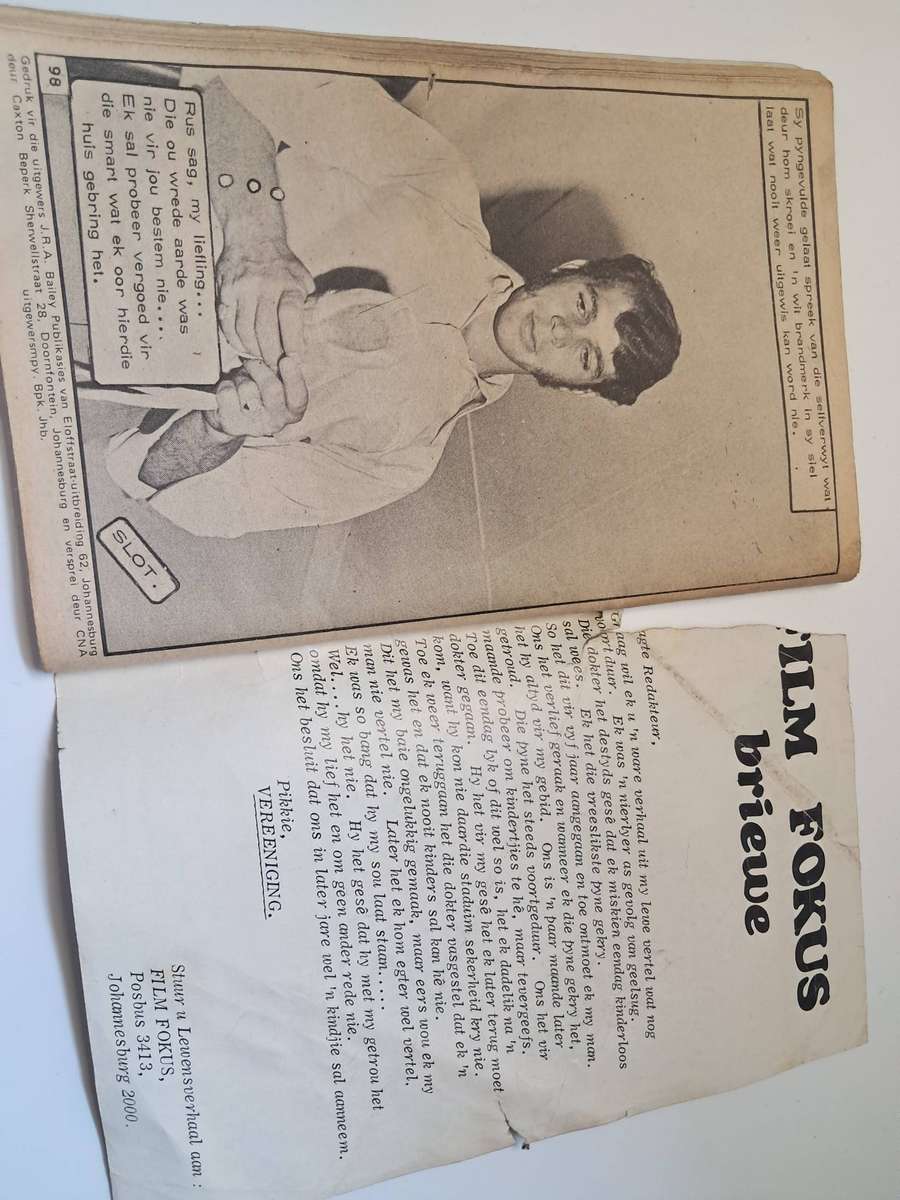 Sy pyngevulde gelaat spreek van die selfverwyt wat
deur hom skroei en 'n wit brandmerk in sy siel
laat wat nooit weer uitgewis kan word nie.
Rus sag, my liefling...
Die ou wrede aarde was
nie vir jou bestem nie....
Ek sal probeer vergoed vir
die smart wat ek oor hierdie
huis gebring het.
SLOT.
98
Gedruk vir die uitgewers J.R.A. Bailey Publikasies van Eloffstraat-uitbreiding 62, Johannesburg
deur Caxton Beperk Sherwellstraat 28, Doornfontein, Johannesburg en versprei deur CNA
uitgewersmpy. Bpk. Jhb.
FILM FOKUS
briewe
Redakteur,
wil ek u 'n ware verhaal uit my lewe vertel wat nog
voortduur. Ek was 'n nierlyer as gevolg van geelsug.
Die dokter het destyds gesê dat ek miskien eendag kinderloos
sal wees. Ek het die vreeslikste pyne gekry.
So het dit vir vyf jaar aangegaan en toe ontmoet ek my man.
Ons het verlief geraak en wanneer ek die pyne gekry het,
het hy altyd vir my gebid. Ons is 'n paar maande later
getroud. Die pyne het steeds voortgeduur. Ons het vir
maande probeer om kindertjies te hê, maar tevergeefs.
Toe dit eendag lyk of dit wel so is, het ek dadelik na 'n
dokter gegaan. Hy het vir my gesê het ek later terug moet
kom, want hy kon nie daardie staduim sekerheid kry nie.
Toe ek weer teruggaan het die dokter vasgestel dat ek 'n
gewas het en dat ek nooit kinders sal kan hê nie.
Dit het my baie ongelukkig gemaak, maar eers wou ek my
man nie vertel nie. Later het ek hom egter wel vertel.
Ek was so bang dat hy my sou laat staan....
Wel.... hy het nie. Hy het gesê dat hy met my getrou het
omdat hy my lief het en om geen ander rede nie.
Ons het besluit dat ons in later jare wel 'n kindjie sal aanneem.
Pikkie,
VEREENIGING.
Stuur u Lewensverhaal aan :
FILM FOKUS,
Posbus 3413,
Johannesburg 2000.